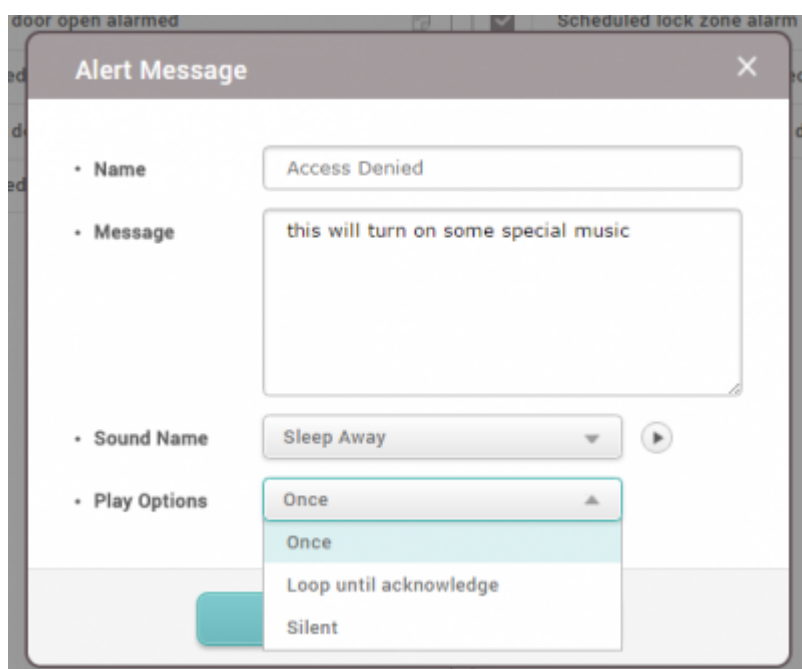 door open alarmed
Scheduled lock zone alarm
Alert Message
Name
Access Denied
Message
this will turn on some special music
Sound Name
Sleep Away
Play Options
Once
Once
Loop until acknowledge
Silent